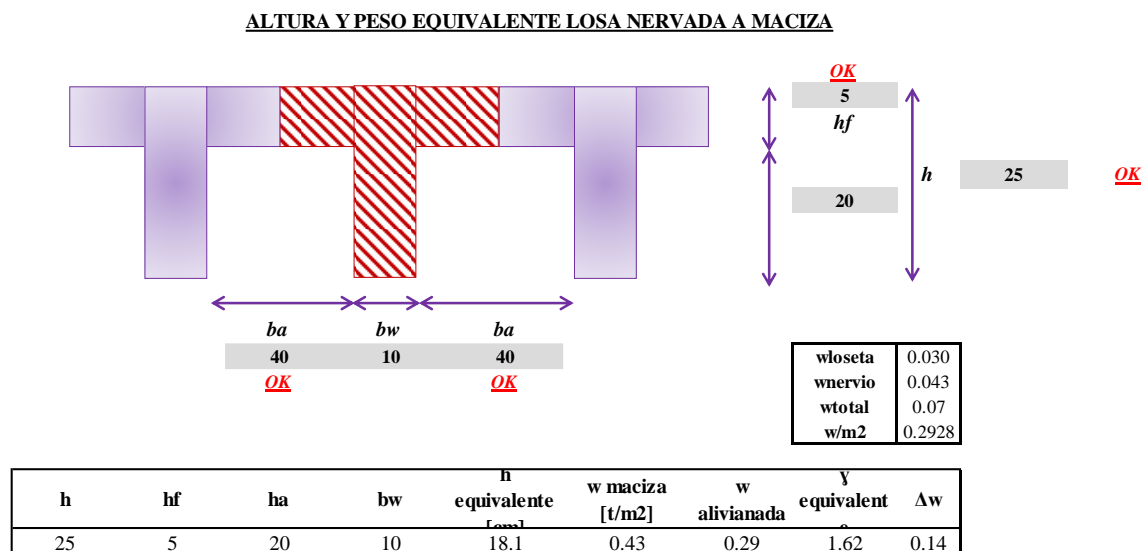 ALTURA Y PESO EQUIVALENTE LOSA NERVADA A MACIZA
OK
5
hf
h
25
OK
20
ba bw ba
40 10 40
OK OK
wloseta 0.030
wnervio 0.043
wtotal 0.07
w/m2 0.2928
h hf ha bw h equivalente w maciza [t/m2] w alivianada equivalent Δw
25 5 20 10 18.1 0.43 0.29 1.62 0.14